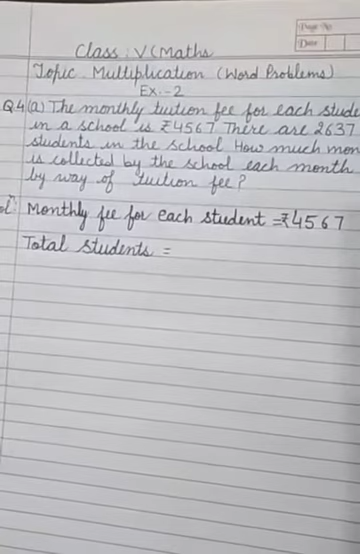 Page No
Date
Class : V (Maths
Topic Multiplication (Word Problems)
Ex.-2
Q4 (a) The monthly tuition fee for each stude
in a school is ₹4567 There are 2637
students in the school How much mon
is collected by the school each month
by way of tuition fee?
ol: Monthly fee for each student =₹4567
Total students =